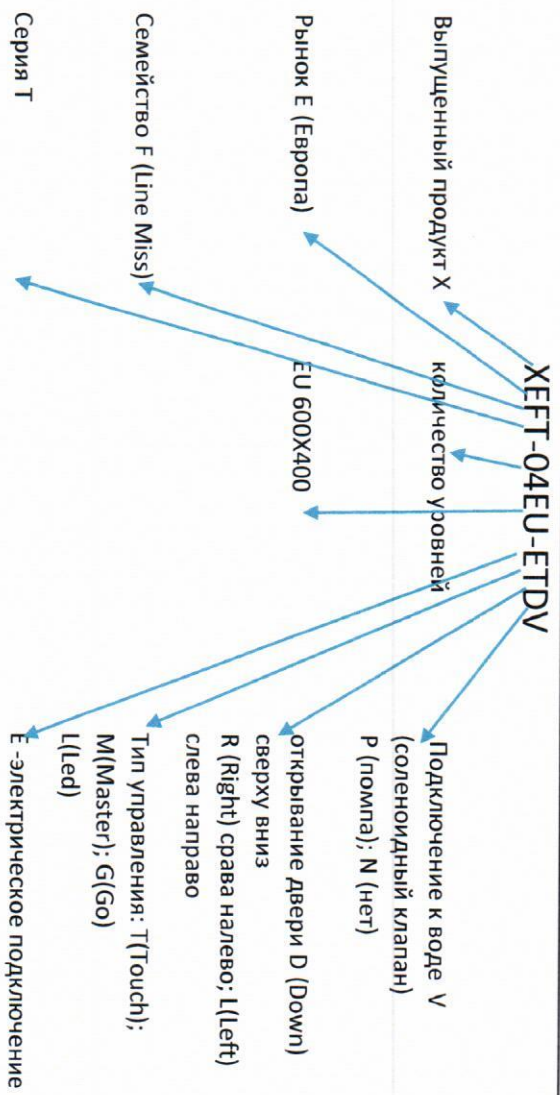 XEFT-04EU-ETDV
Выпущенный продукт X
Рынок E (Европа)
Семейство F (Line Miss)
Серия T
количество уровней
EU 600X400
Подключение к воде V
(соленоидный клапан)
P (помпа); N (нет)
открывание двери D (Down)
сверху вниз
R (Right) срава налево; L(Left)
слева направо
Тип управления: T(Touch);
M(Master); G(Go)
L(Led)
E -электрическое подключение